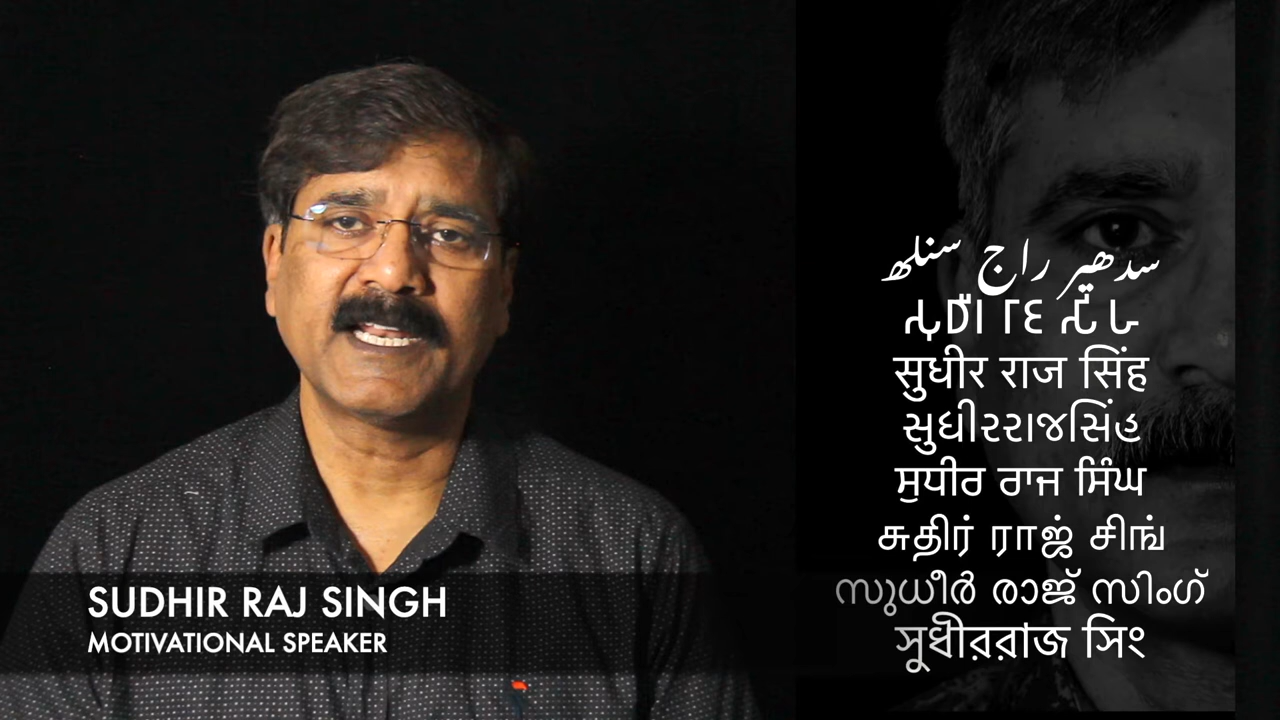 سدھیر راج سنلھ
सुधीर राज सिंह
સુધીરરાજસિંહ
ਸੁਧੀਰ ਰਾਜ ਸਿੰਘ
சுதிர் ராஜ் சிங்
സുധീർ രാജ് സിംഗ്
সুধীররাজ সিং
SUDHIR RAJ SINGH
MOTIVATIONAL SPEAKER